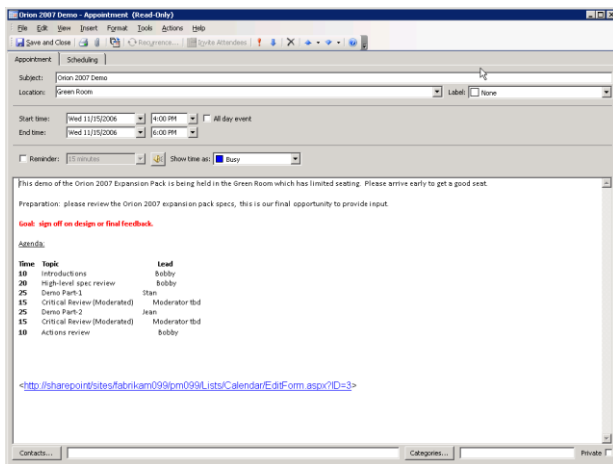 Orion 2007 Demo - Appointment (Read-Only)
File Edit View Insert Format Tools Actions Help
Save and Close Recurrence... Invite Attendees
Appointment Scheduling
Subject: Orion 2007 Demo
Location: Green Room Label: None
Start time: Wed 11/15/2006 4:00 PM All day event
End time: Wed 11/15/2006 6:00 PM
Reminder: 15 minutes Show time as: Busy
This demo of the Orion 2007 Expansion Pack is being held in the Green Room which has limited seating. Please arrive early to get a good seat.
Preparation: please review the Orion 2007 expansion pack specs, this is our final opportunity to provide input.
Goal: sign off on design or final feedback.
Agenda:
Time Topic Lead
10 Introductions Bobby
20 High-level spec review Bobby
25 Demo Part-1 Stan
15 Critical Review (Moderated) Moderator tbd
25 Demo Part-2 Jean
15 Critical Review (Moderated) Moderator tbd
10 Actions review Bobby
<http://sharepoint/sites/fabrikam099/pm099/Lists/Calendar/EditForm.aspx?ID=3>
Contacts... Categories... Private